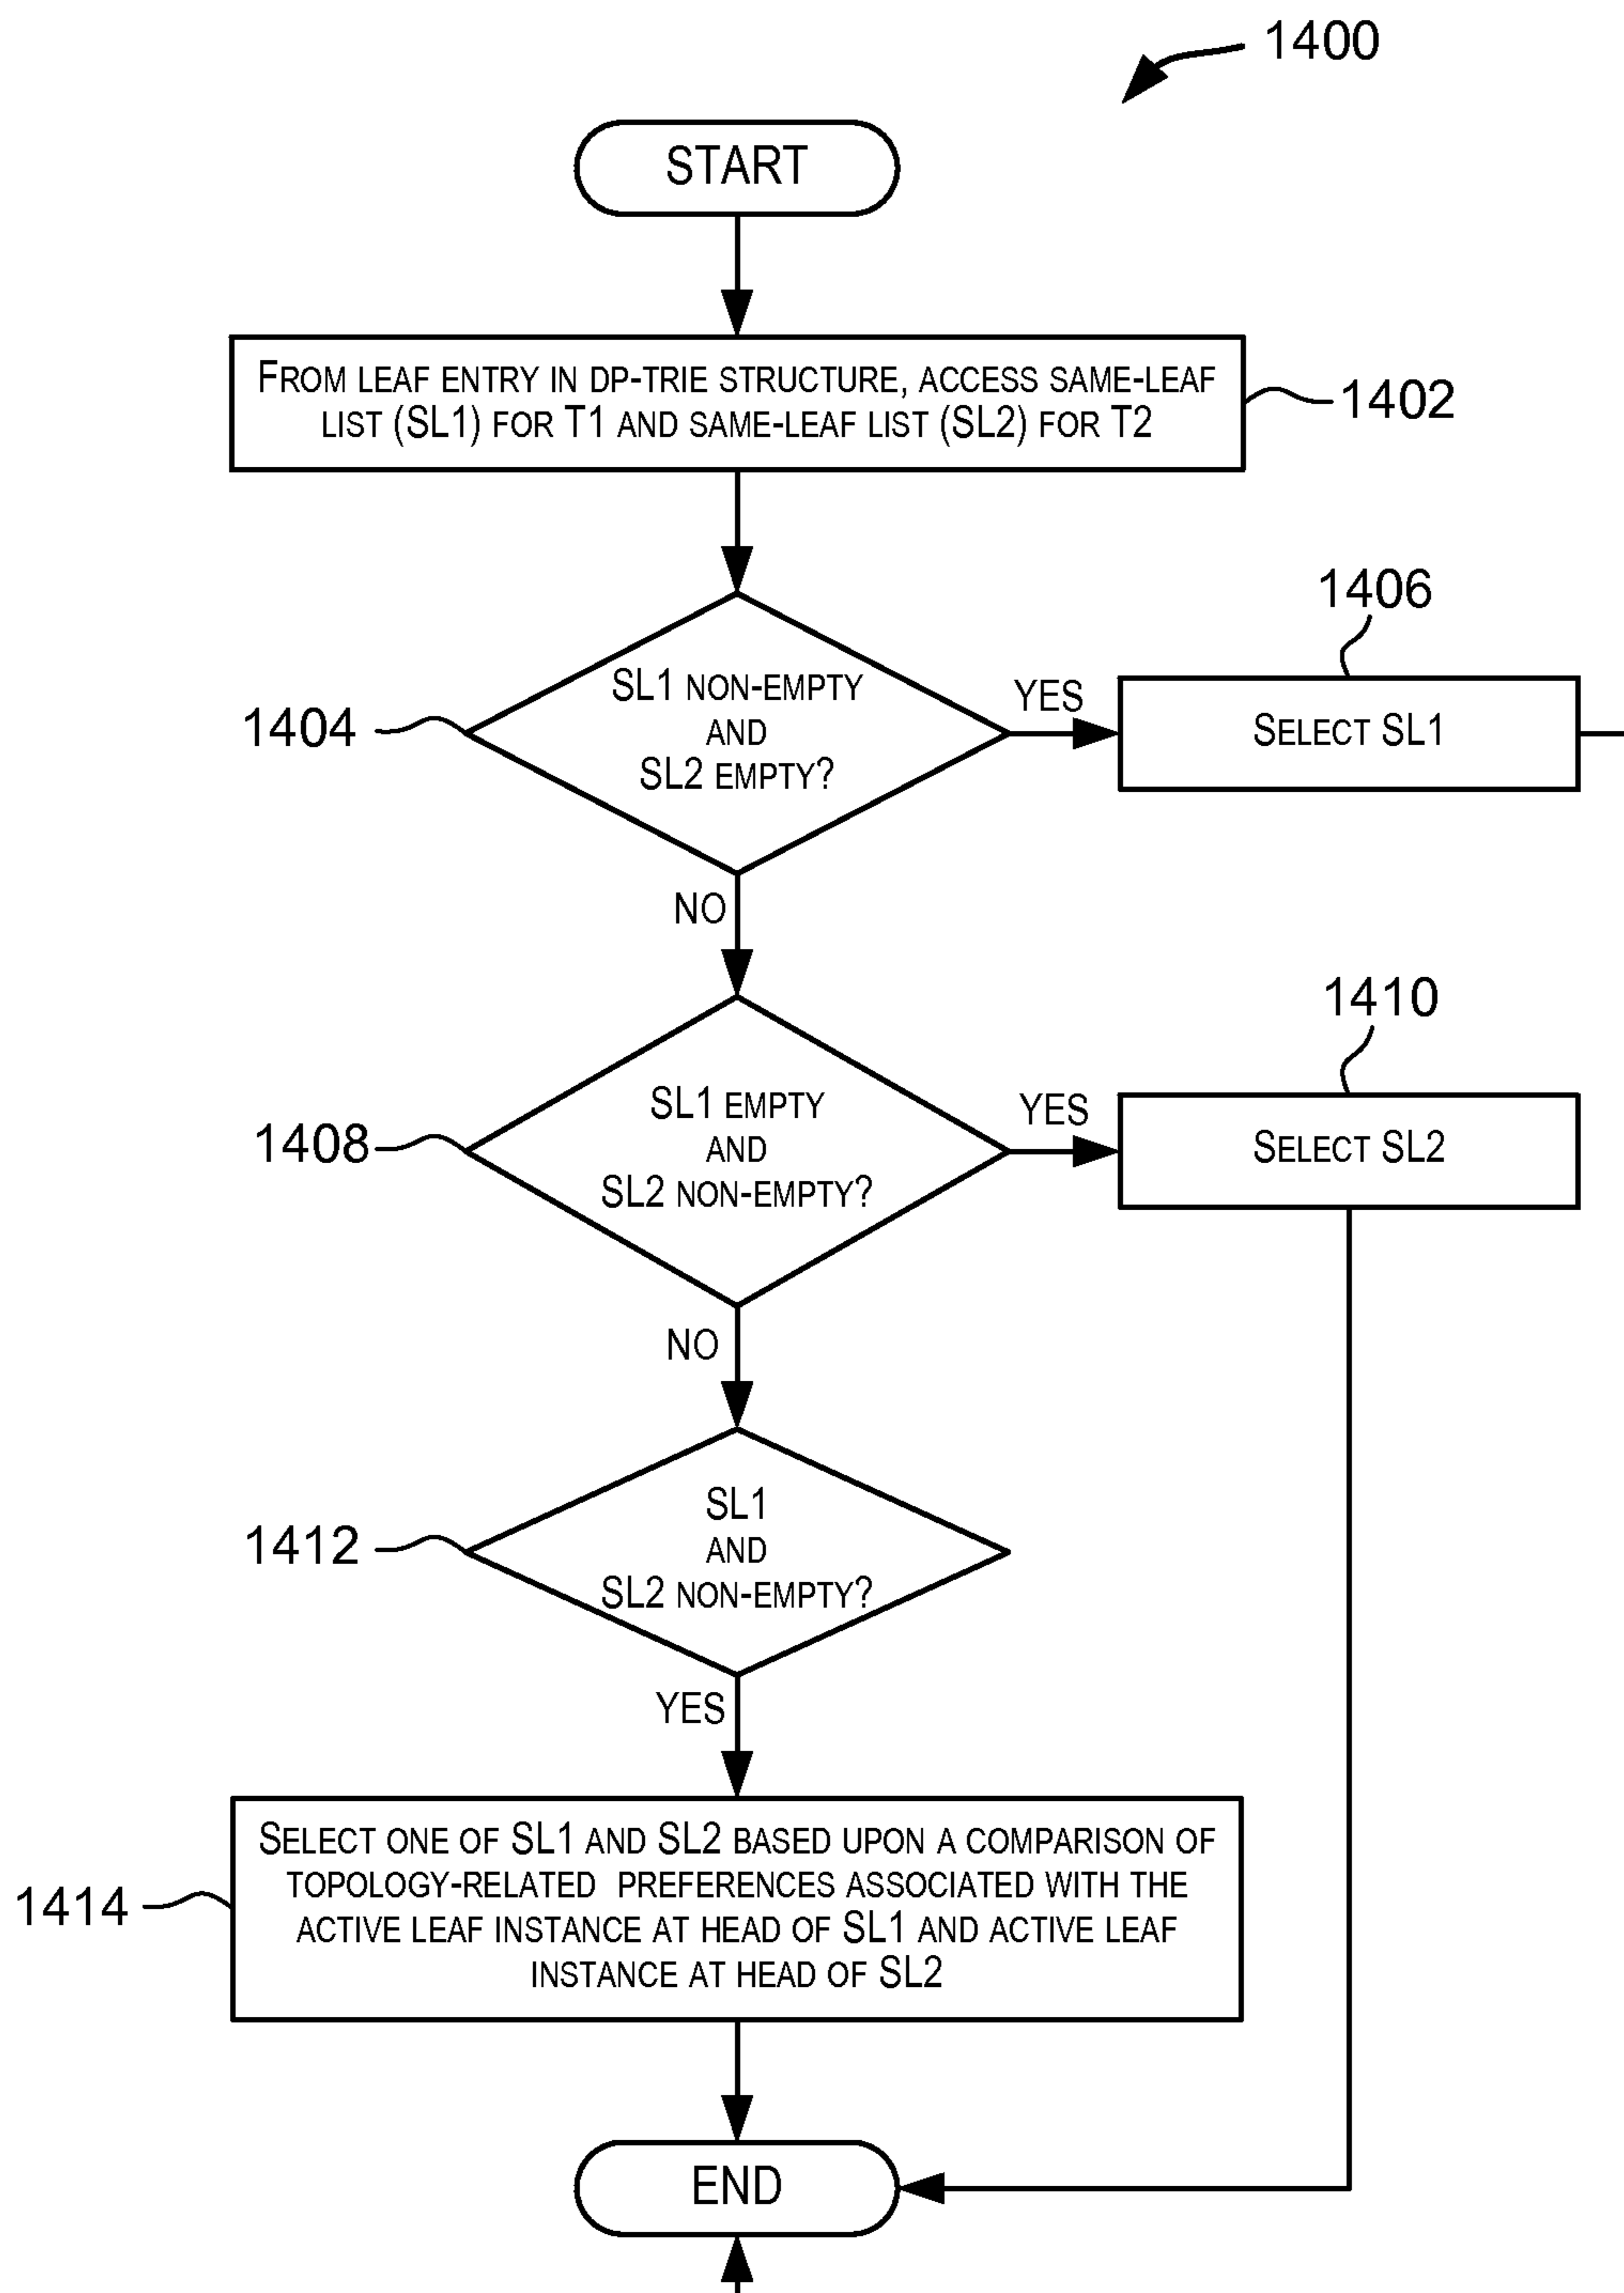 1400
START
FROM LEAF ENTRY IN DP-TRIE STRUCTURE, ACCESS SAME-LEAF
LIST (SL1) FOR T1 AND SAME-LEAF LIST (SL2) FOR T2
1402
SL1 NON-EMPTY
AND
SL2 EMPTY?
1404
YES
1406
SELECT SL1
NO
SL1 EMPTY
AND
SL2 NON-EMPTY?
1408
YES
1410
SELECT SL2
NO
SL1
AND
SL2 NON-EMPTY?
1412
YES
SELECT ONE OF SL1 AND SL2 BASED UPON A COMPARISON OF
TOPOLOGY-RELATED PREFERENCES ASSOCIATED WITH THE
ACTIVE LEAF INSTANCE AT HEAD OF SL1 AND ACTIVE LEAF
INSTANCE AT HEAD OF SL2
1414
END